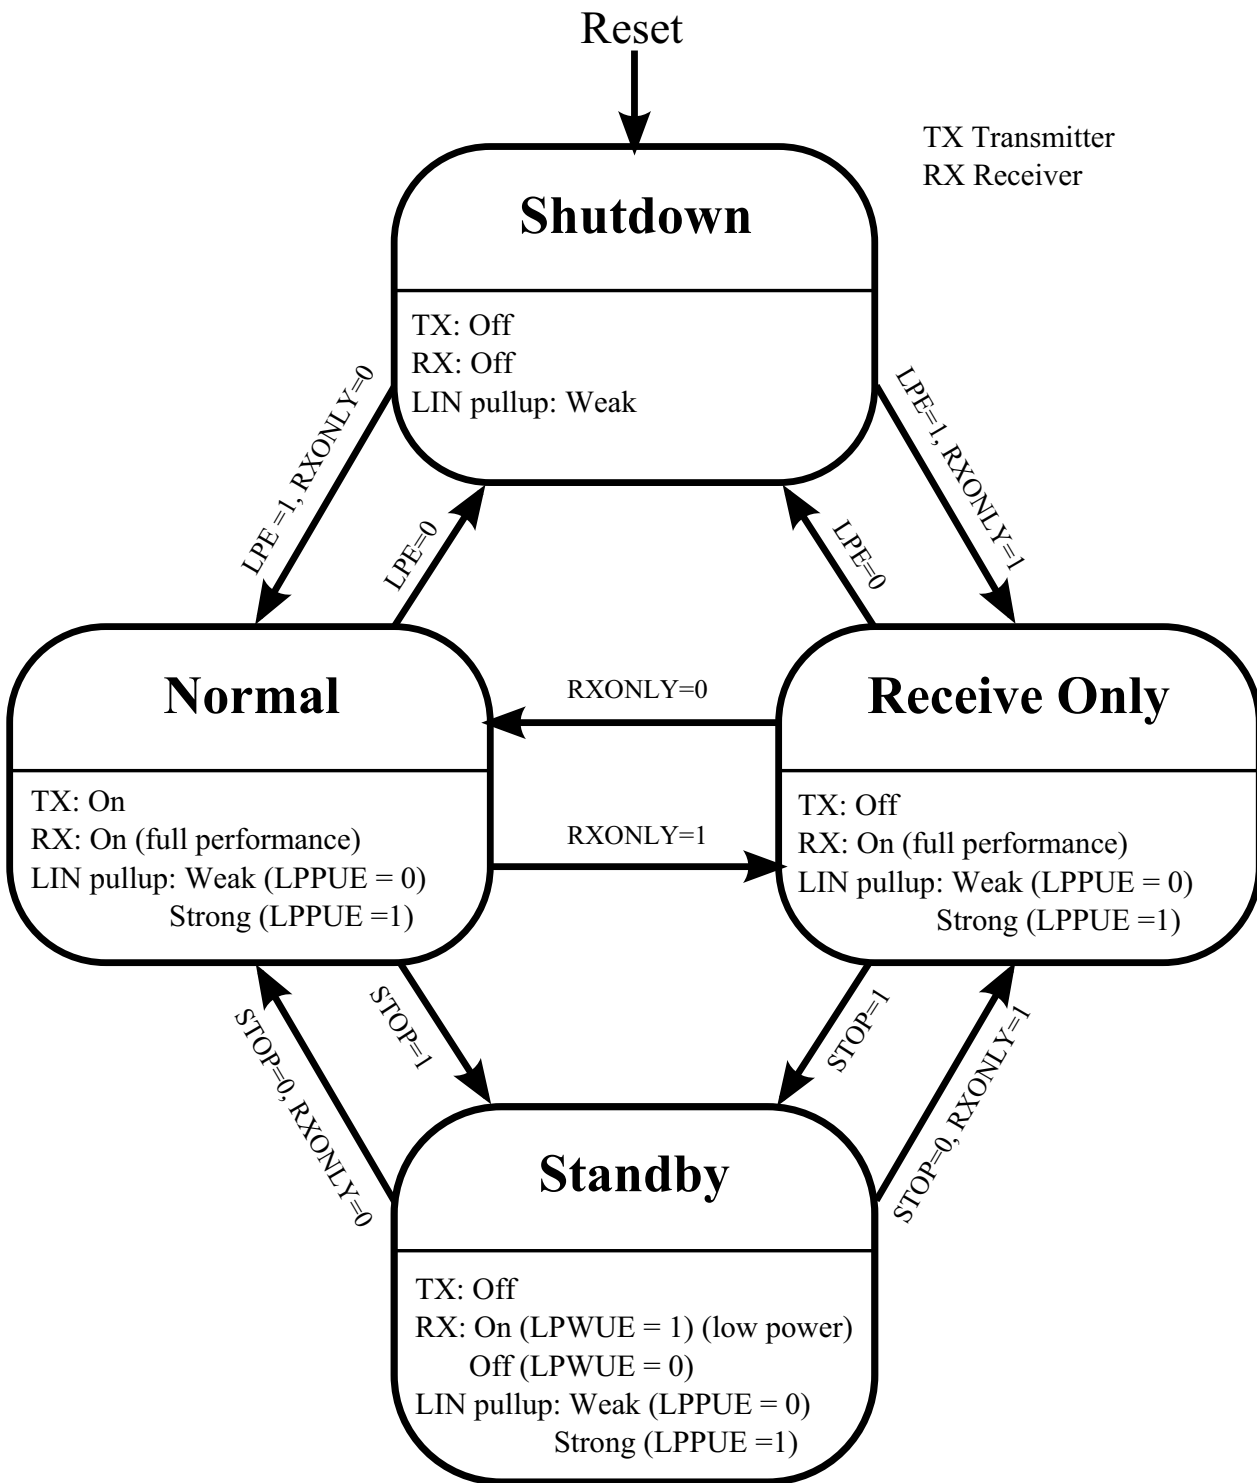 Reset
TX Transmitter
RX Receiver
Shutdown
TX: Off
RX: Off
LIN pullup: Weak
LPE =1, RXONLY=0
LPE=0
LPE=0
LPE=1, RXONLY=1
Normal
TX: On
RX: On (full performance)
LIN pullup: Weak (LPPUE = 0)
Strong (LPPUE =1)
RXONLY=0
RXONLY=1
Receive Only
TX: Off
RX: On (full performance)
LIN pullup: Weak (LPPUE = 0)
Strong (LPPUE =1)
STOP=0, RXONLY=0
STOP=1
STOP=1
STOP=0, RXONLY=1
Standby
TX: Off
RX: On (LPWUE = 1) (low power)
Off (LPWUE = 0)
LIN pullup: Weak (LPPUE = 0)
Strong (LPPUE =1)